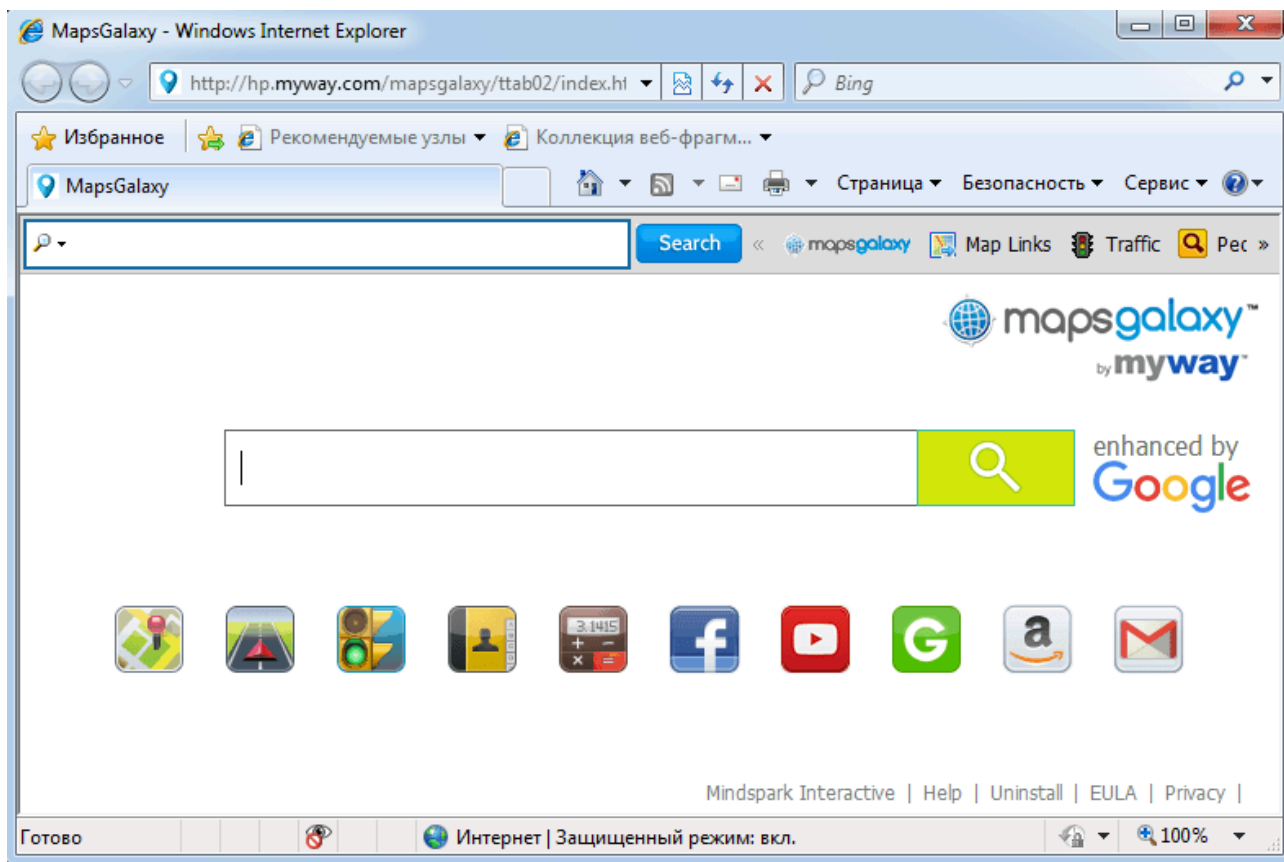 MapsGalaxy - Windows Internet Explorer
http://hp.myway.com/mapsgalaxy/ttab02/index.ht
Bing
Избранное Рекомендуемые узлы Коллекция веб-фрагм...
MapsGalaxy Страница Безопасность Сервис
Search « mapsgalaxy Map Links Traffic Рес »
mapsgalaxy™
by myway™
enhanced by
Google
3.1415
Mindspark Interactive | Help | Uninstall | EULA | Privacy |
Готово Интернет | Защищенный режим: вкл. 100%